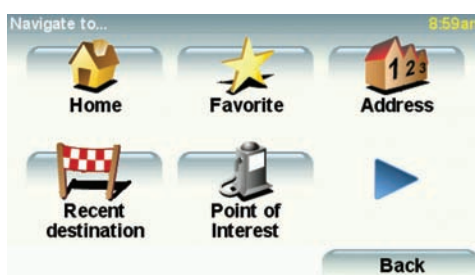 Navigate to...
8:59am
Home
Favorite
123
Address
Recent
destination
Point of
Interest
Back